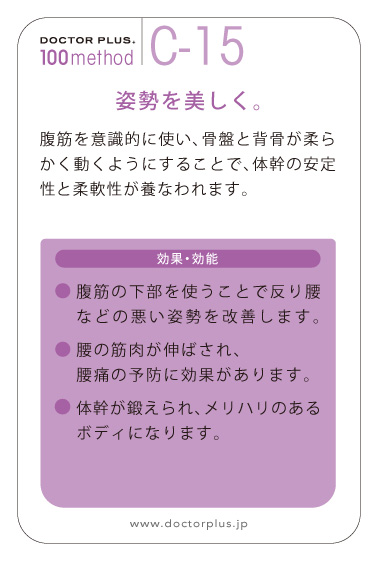 DOCTOR PLUS.
100method
C-15
姿勢を美しく。
腹筋を意識的に使い、骨盤と背骨が柔ら
かく動くようにすることで、体幹の安定
性と柔軟性が養なわれます。
効果・効能
● 腹筋の下部を使うことで反り腰
などの悪い姿勢を改善します。
● 腰の筋肉が伸ばされ、
腰痛の予防に効果があります。
● 体幹が鍛えられ、メリハリのある
ボディになります。
www.doctorplus.jp